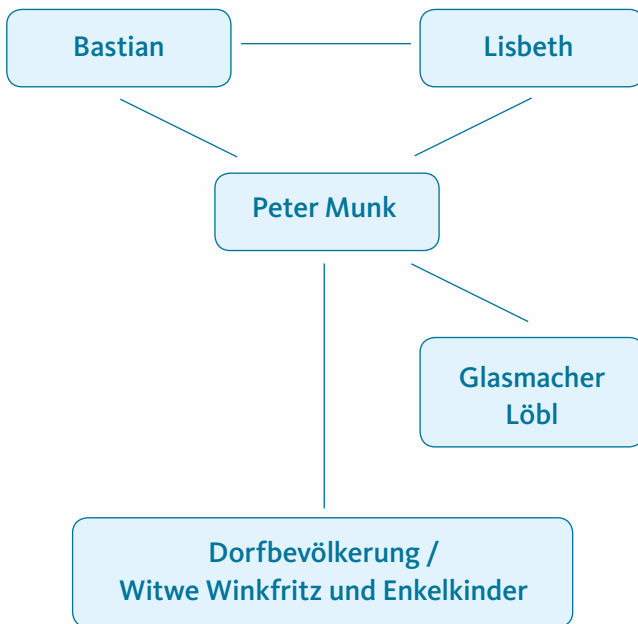 Bastian
Lisbeth
Peter Munk
Glasmacher
Löbl
Dorfbevölkerung /
Witwe Winkfritz und Enkelkinder